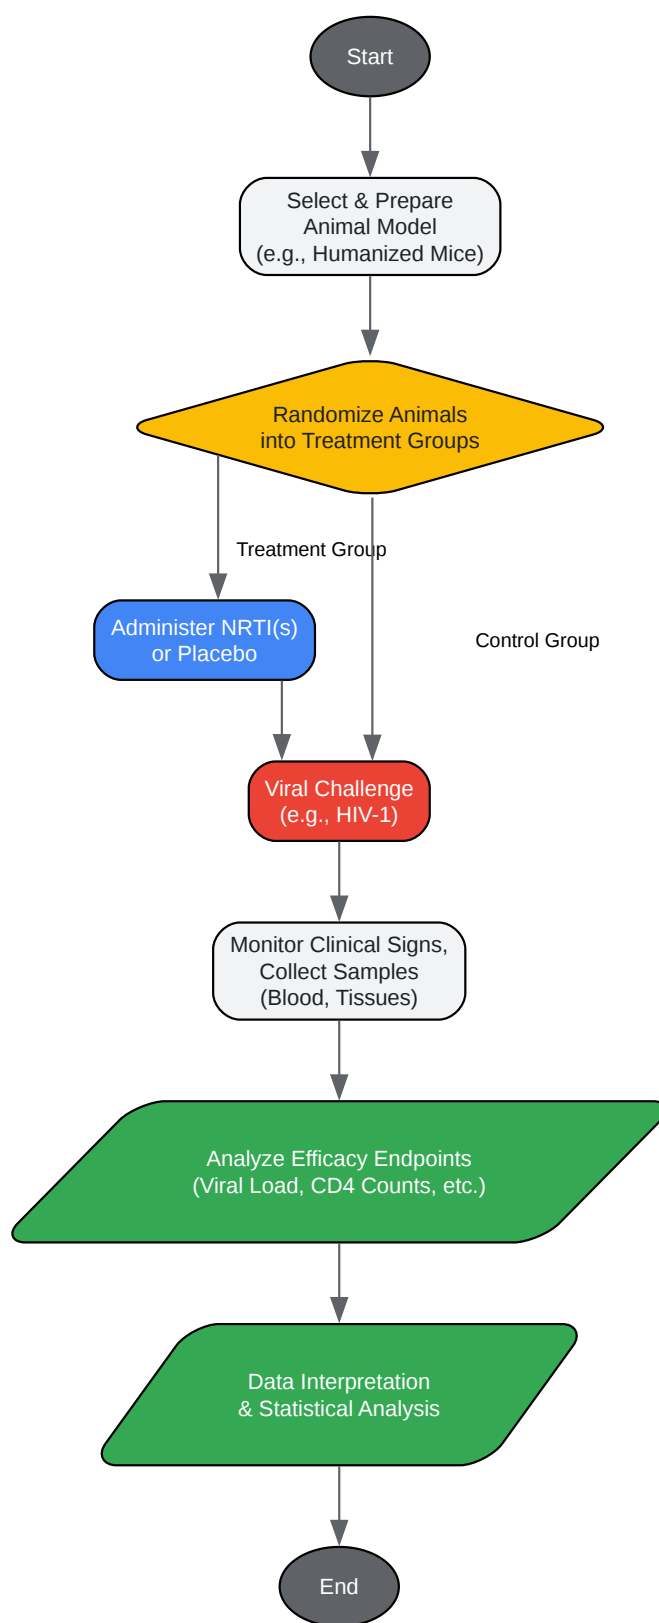 Start
Select & Prepare
Animal Model
(e.g., Humanized Mice)
Randomize Animals
into Treatment Groups
Treatment Group
Administer NRTI(s)
or Placebo
Control Group
Viral Challenge
(e.g., HIV-1)
Monitor Clinical Signs,
Collect Samples
(Blood, Tissues)
Analyze Efficacy Endpoints
(Viral Load, CD4 Counts, etc.)
Data Interpretation
& Statistical Analysis
End